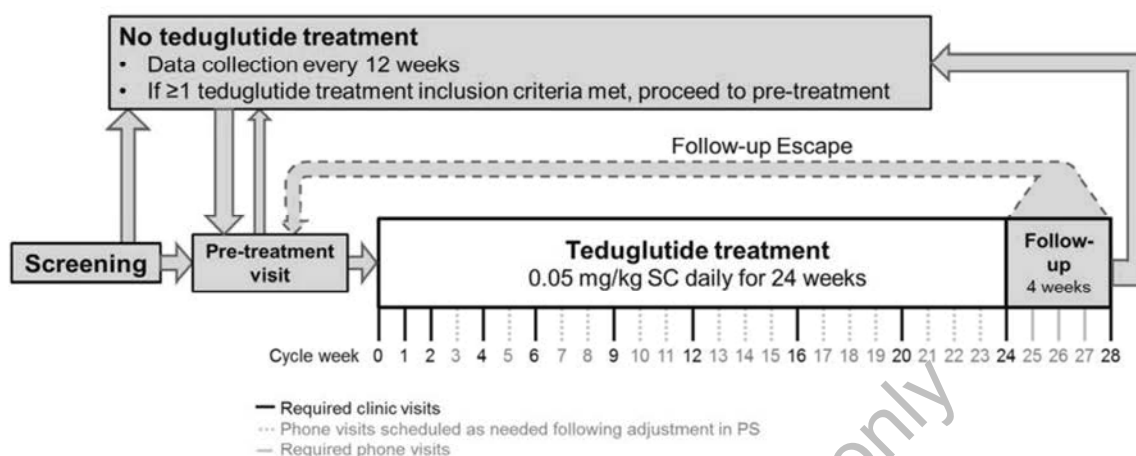 No teduglutide treatment
• Data collection every 12 weeks
• If ≥1 teduglutide treatment inclusion criteria met, proceed to pre-treatment
Follow-up Escape
Screening
Pre-treatment
visit
Teduglutide treatment
0.05 mg/kg SC daily for 24 weeks
Follow-
up
4 weeks
Cycle week 0 1 2 3 4 5 6 7 8 9 10 11 12 13 14 15 16 17 18 19 20 21 22 23 24 25 26 27 28
Required clinic visits
Phone visits scheduled as needed following adjustment in PS
Required phone visits
only